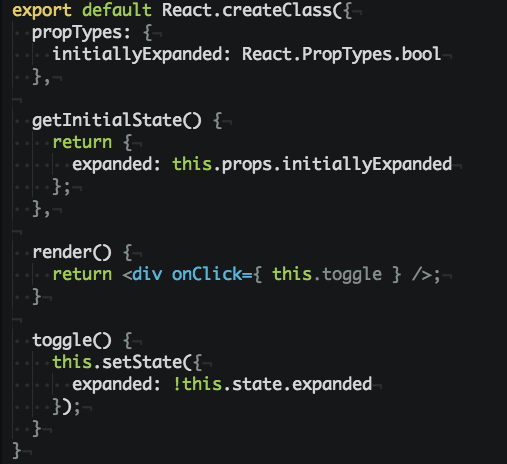 export default React.createClass({¬
··propTypes: {¬
····initiallyExpanded: React.PropTypes.bool¬
··},¬
¬
··getInitialState() {¬
····return {¬
······expanded: this.props.initiallyExpanded¬
····};¬
··},¬
¬
··render() {¬
····return <div onClick={ this.toggle } />;¬
··}¬
¬
··toggle() {¬
····this.setState({¬
······expanded: !this.state.expanded¬
····});¬
··}¬
}¬